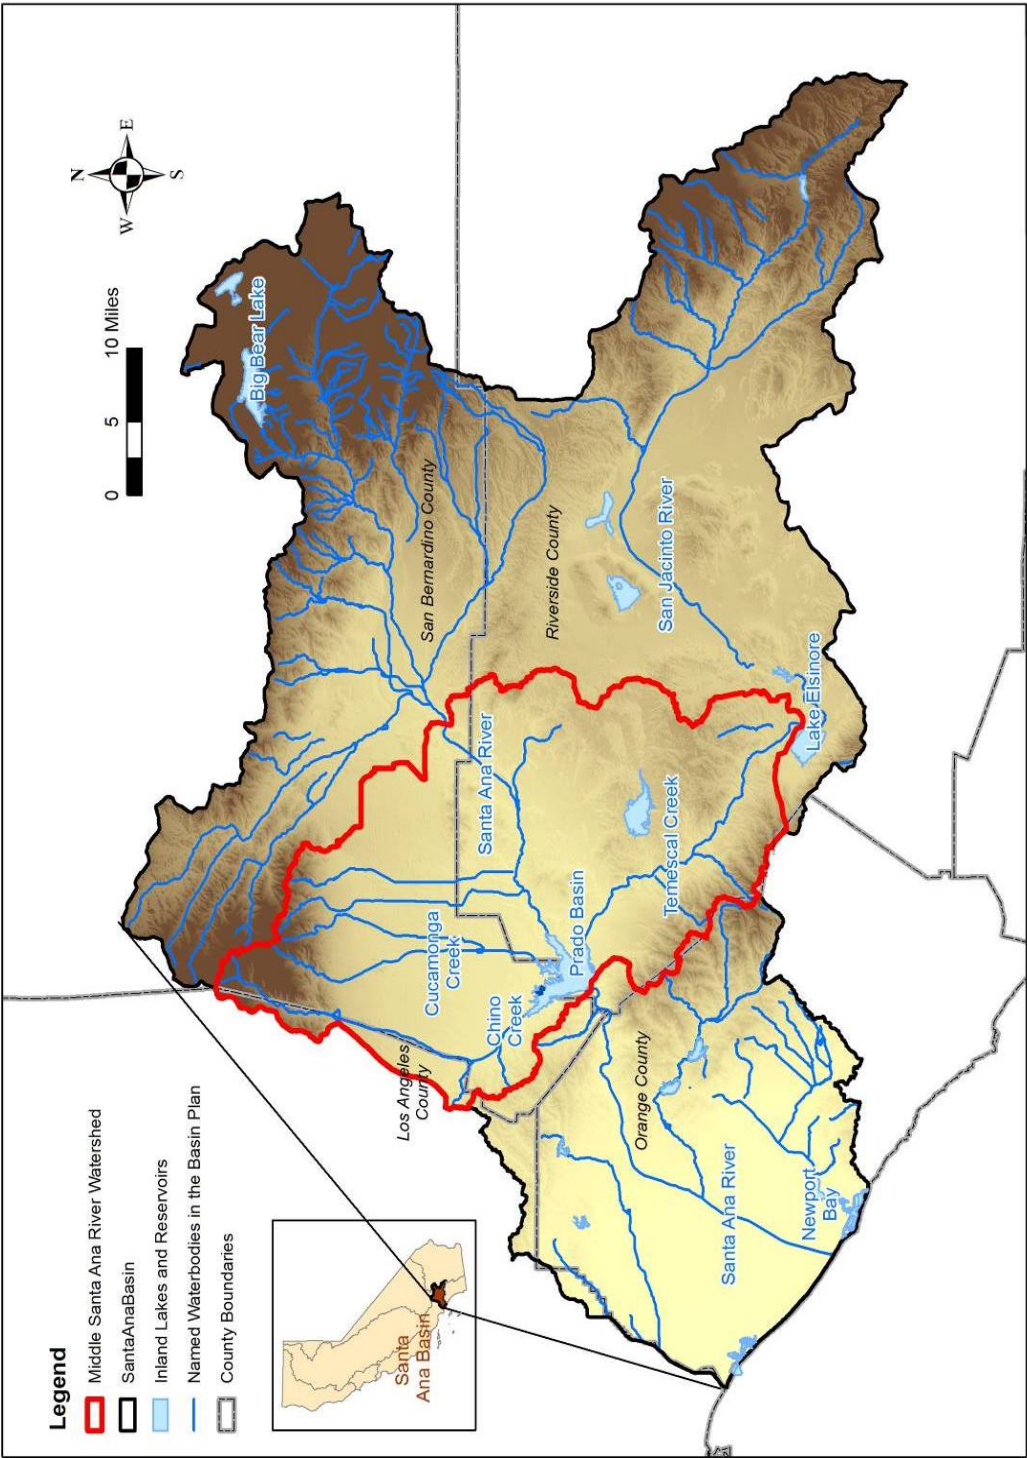 Legend
Middle Santa Ana River Watershed
SantaAnaBasin
Inland Lakes and Reservoirs
Named Waterbodies in the Basin Plan
County Boundaries
Santa
Ana Basin
0 5 10 Miles
N
W
E
S
Big Bear Lake
San Bernardino County
Riverside County
San Jacinto River
Lake Elsinore
Santa Ana River
Temescal Creek
Prado Basin
Cucamonga
Creek
Chino
Creek
Los Angeles
County
Orange County
Santa Ana River
Newport
Bay